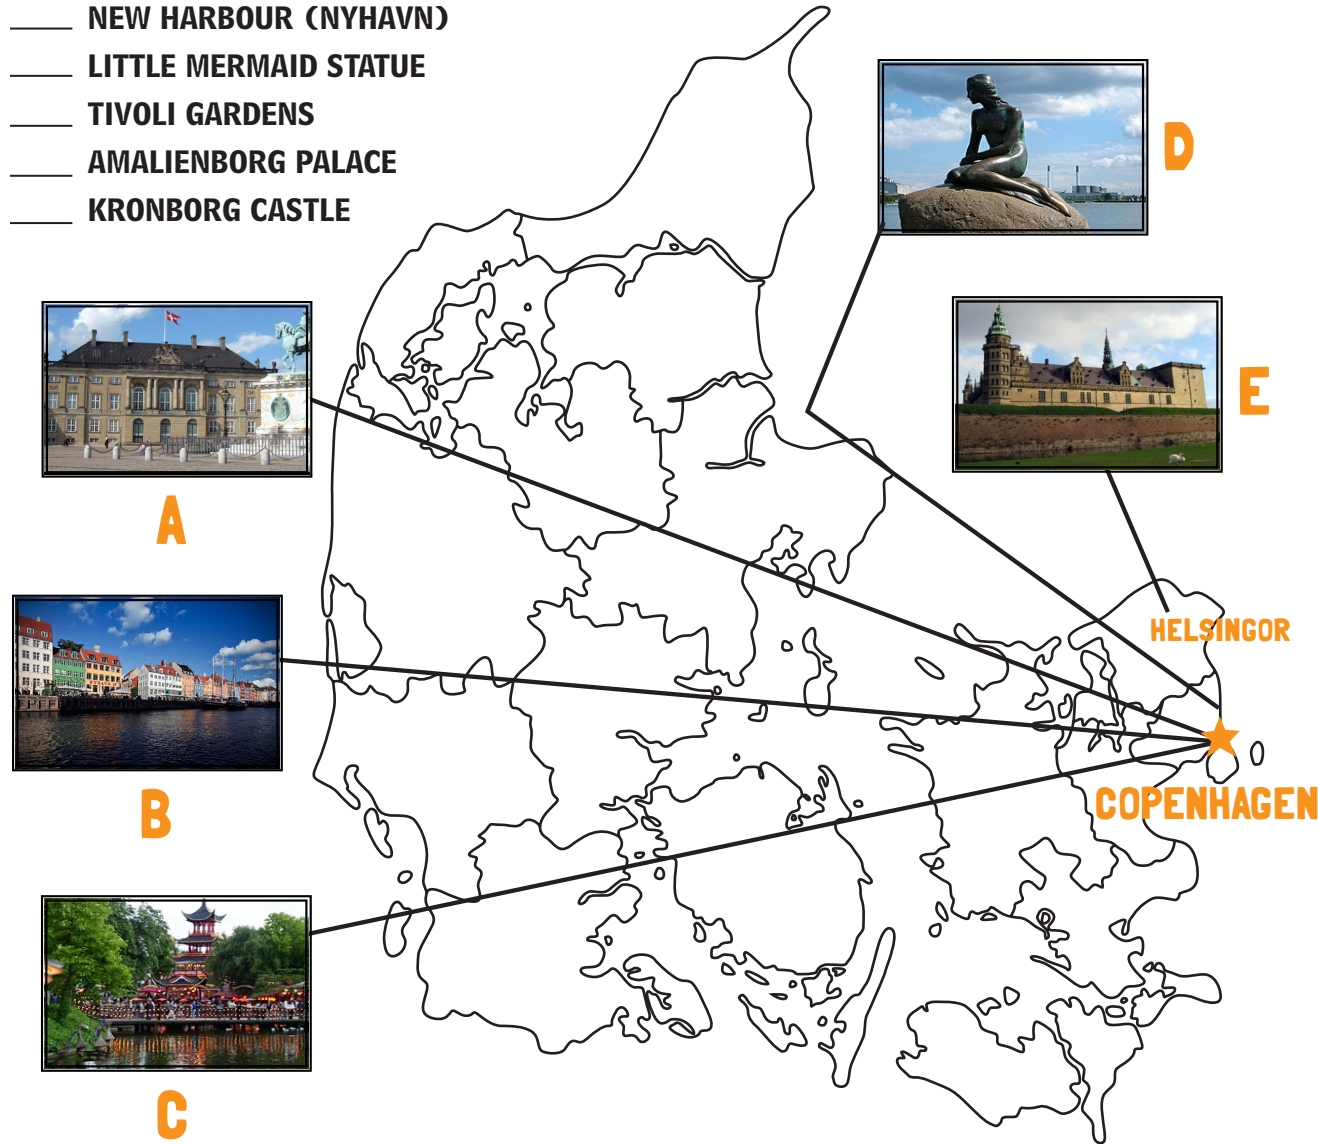 _____ NEW HARBOUR (NYHAVN)
_____ LITTLE MERMAID STATUE
_____ TIVOLI GARDENS
_____ AMALIENBORG PALACE
_____ KRONBORG CASTLE
D
E
A
HELSINGOR
B
COPENHAGEN
C